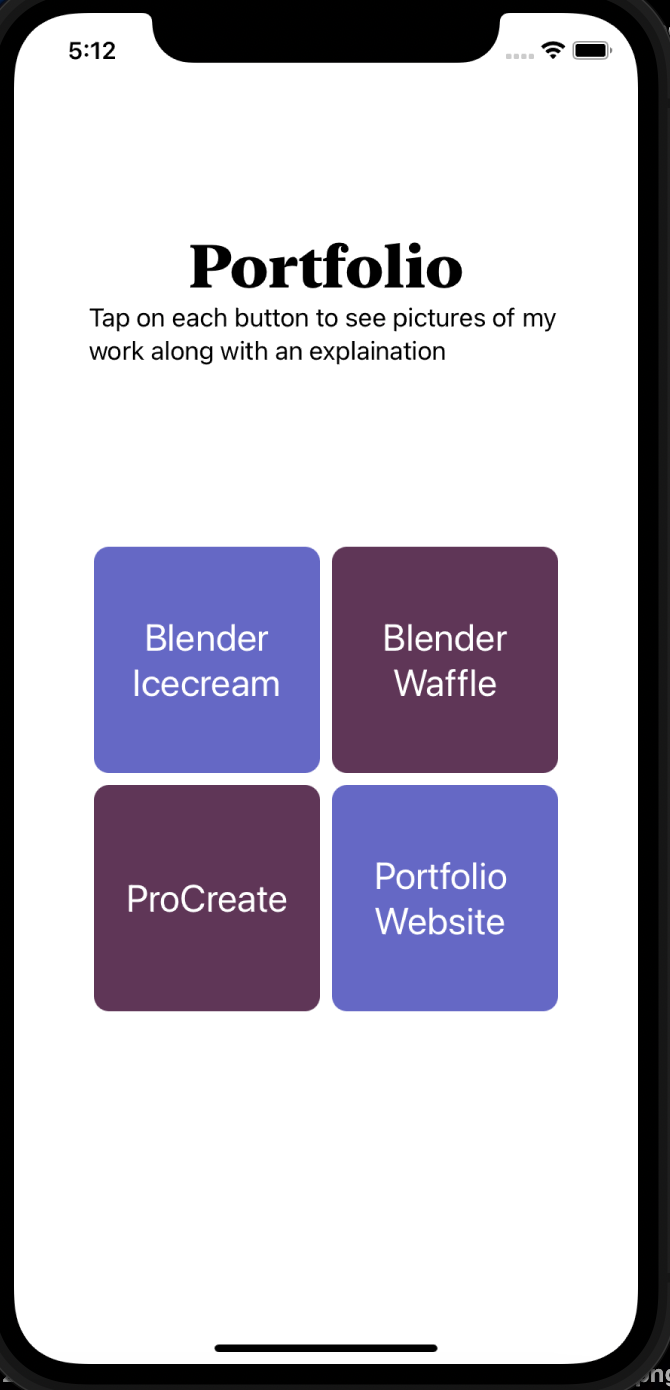 5:12
Portfolio
Tap on each button to see pictures of my
work along with an explaination
Blender
Icecream
Blender
Waffle
ProCreate
Portfolio
Website